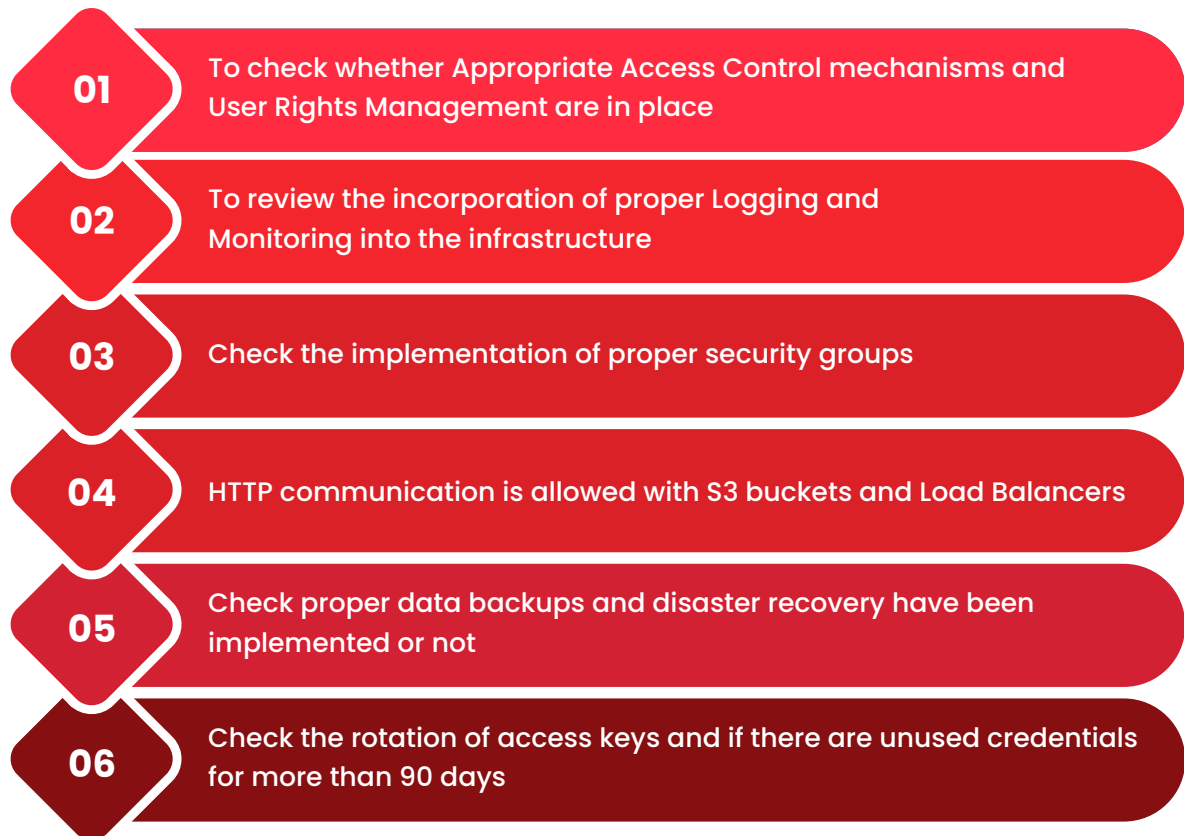 01
To check whether Appropriate Access Control mechanisms and
User Rights Management are in place
02
To review the incorporation of proper Logging and
Monitoring into the infrastructure
03
Check the implementation of proper security groups
04
HTTP communication is allowed with S3 buckets and Load Balancers
05
Check proper data backups and disaster recovery have been
implemented or not
06
Check the rotation of access keys and if there are unused credentials
for more than 90 days